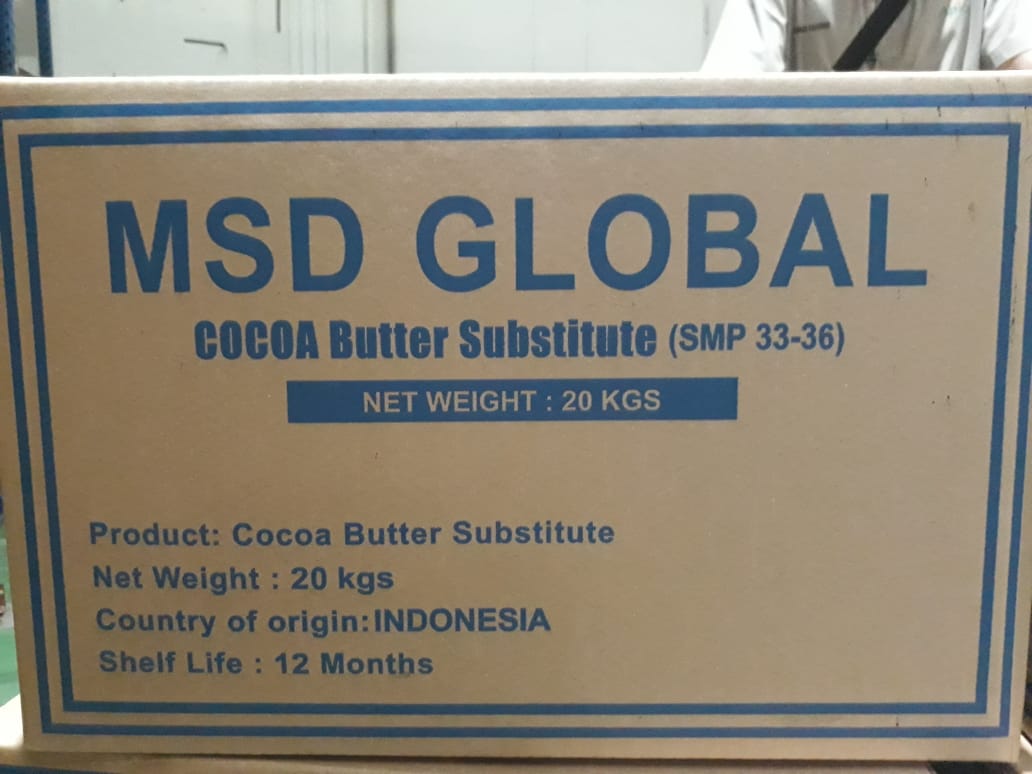 MSD GLOBAL
COCOA Butter Substitute (SMP 33-36)
NET WEIGHT : 20 KGS
Product: Cocoa Butter Substitute
Net Weight : 20 kgs
Country of origin:INDONESIA
Shelf Life : 12 Months